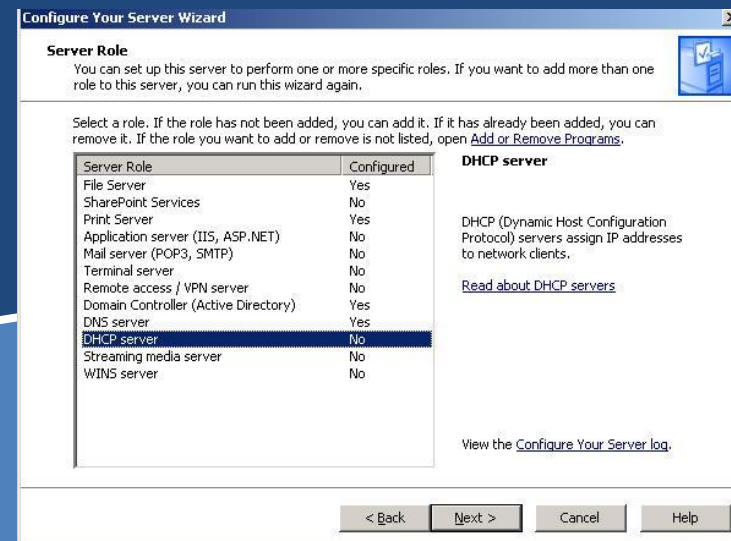 Configure Your Server Wizard
Server Role
You can set up this server to perform one or more specific roles. If you want to add more than one
role to this server, you can run this wizard again.
Select a role. If the role has not been added, you can add it. If it has already been added, you can
remove it. If the role you want to add or remove is not listed, open Add or Remove Programs.
Server Role Configured
File Server Yes
SharePoint Services No
Print Server Yes
Application server (IIS, ASP.NET) No
Mail server (POP3, SMTP) No
Terminal server No
Remote access / VPN server No
Domain Controller (Active Directory) Yes
DNS server Yes
DHCP server No
Streaming media server No
WINS server No
DHCP server
DHCP (Dynamic Host Configuration
Protocol) servers assign IP addresses
to network clients.
Read about DHCP servers
View the Configure Your Server log.
< Back Next > Cancel Help